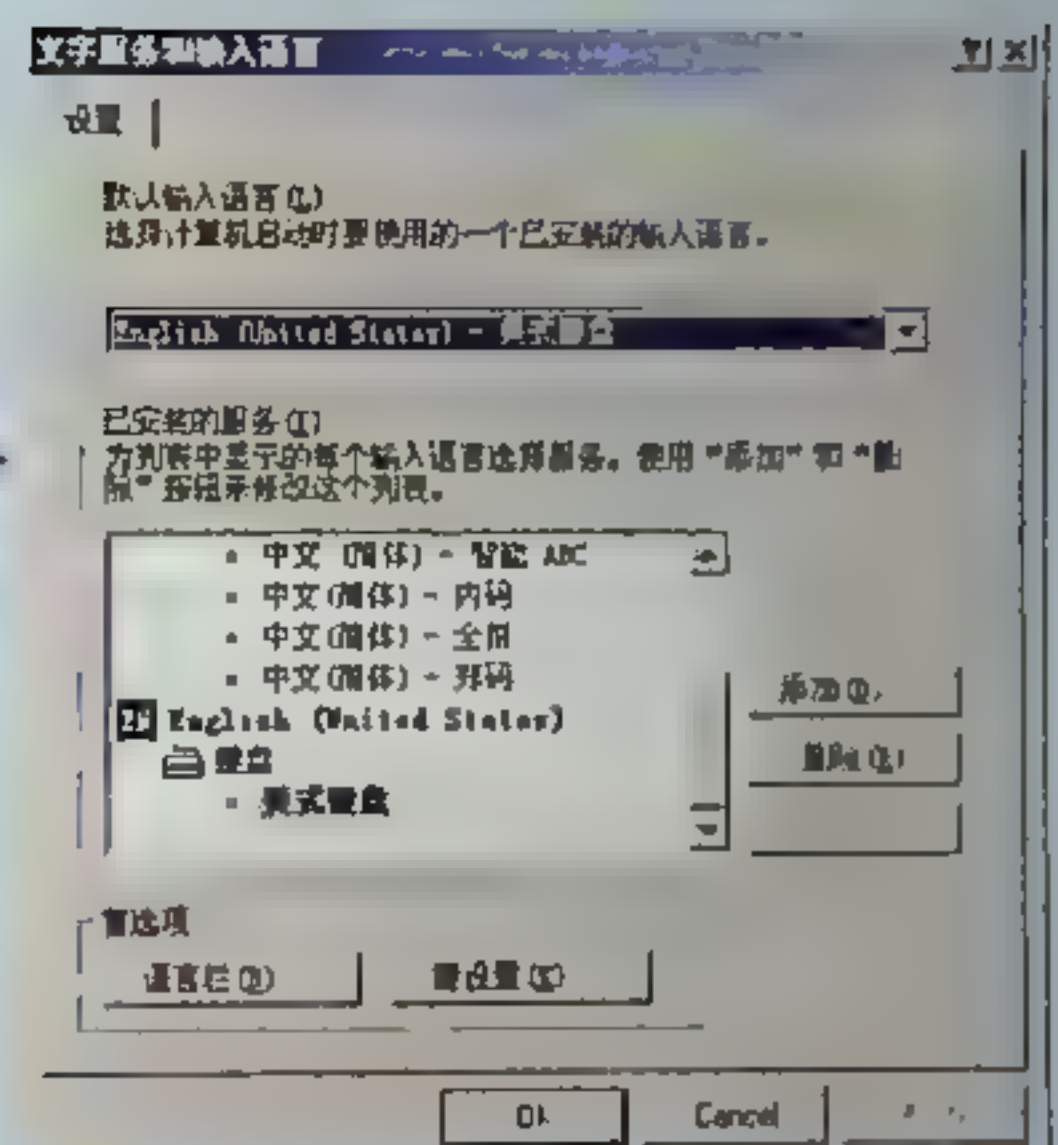 文字服务和输入语言
设置
默认输入语言(L)
选择计算机启动时要使用的一个已安装的输入语言。
English (United States) - 美式键盘
已安装的服务(I)
为列表中显示的每个输入语言选择服务。使用"添加"和"删
除"按钮来修改这个列表。
中文 (简体) - 智能 ABC
中文(简体) - 内码
中文(简体) - 全拼
中文(简体) - 郑码
English (United States)
键盘
美式键盘
添加
删除
首选项
语言栏
键设置
Ok
Cancel